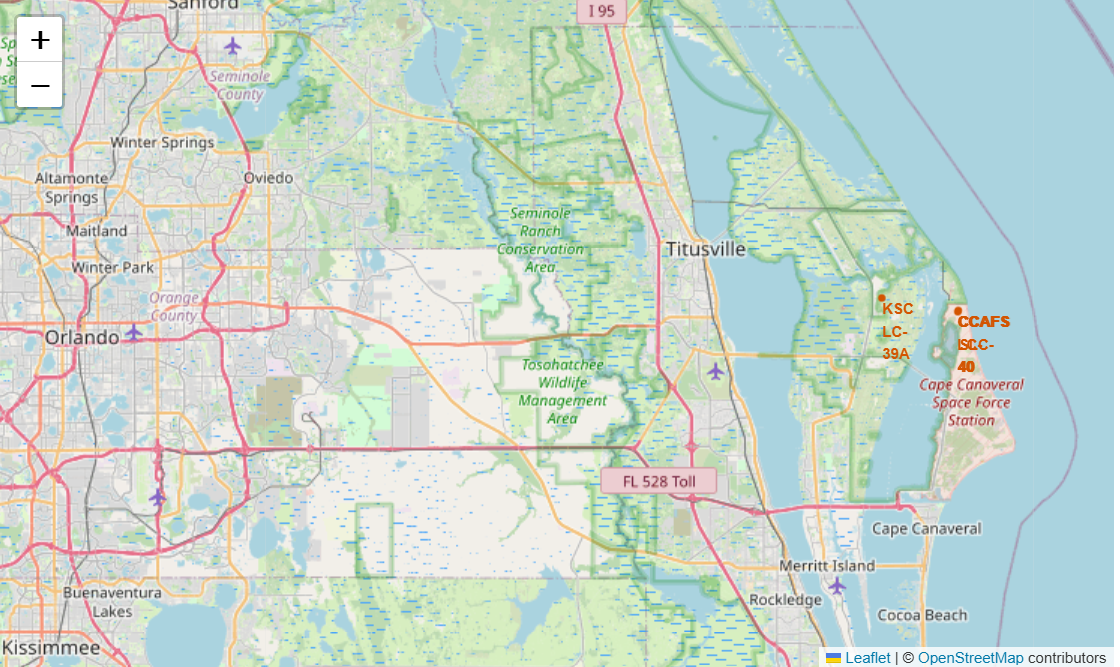 Sanford
I 95
+
−
Seminole
County
Winter Springs
Altamonte
Springs
Oviedo
Maitland
Winter Park
Seminole
Ranch
Conservation
Area
Titusville
Orange
County
Orlando
KSC
LC-
39A
CCAFS
40
Tosohatchee
Wildlife
Management
Area
Cape Canaveral
Space Force
Station
FL 528 Toll
Cape Canaveral
Merritt Island
Buenaventura
Lakes
Rockledge
Cocoa Beach
Kissimmee
Leaflet | © OpenStreetMap contributors